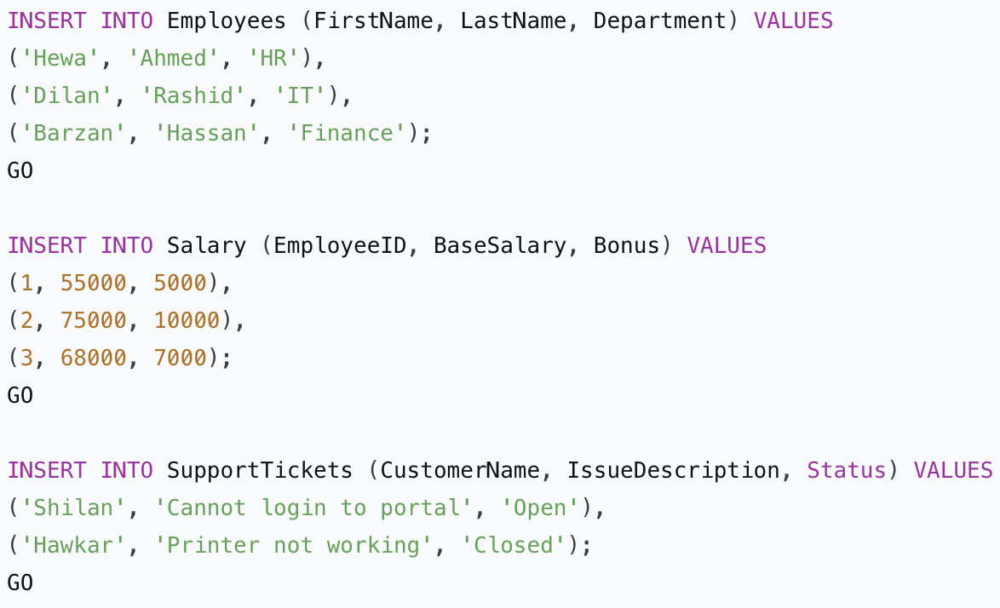 INSERT INTO Employees (FirstName, LastName, Department) VALUES
('Hewa', 'Ahmed', 'HR'),
('Dilan', 'Rashid', 'IT'),
('Barzan', 'Hassan', 'Finance');
GO
INSERT INTO Salary (EmployeeID, BaseSalary, Bonus) VALUES
(1, 55000, 5000),
(2, 75000, 10000),
(3, 68000, 7000);
GO
INSERT INTO SupportTickets (CustomerName, IssueDescription, Status) VALUES
('Shilan', 'Cannot login to portal', 'Open'),
('Hawkar', 'Printer not working', 'Closed');
GO